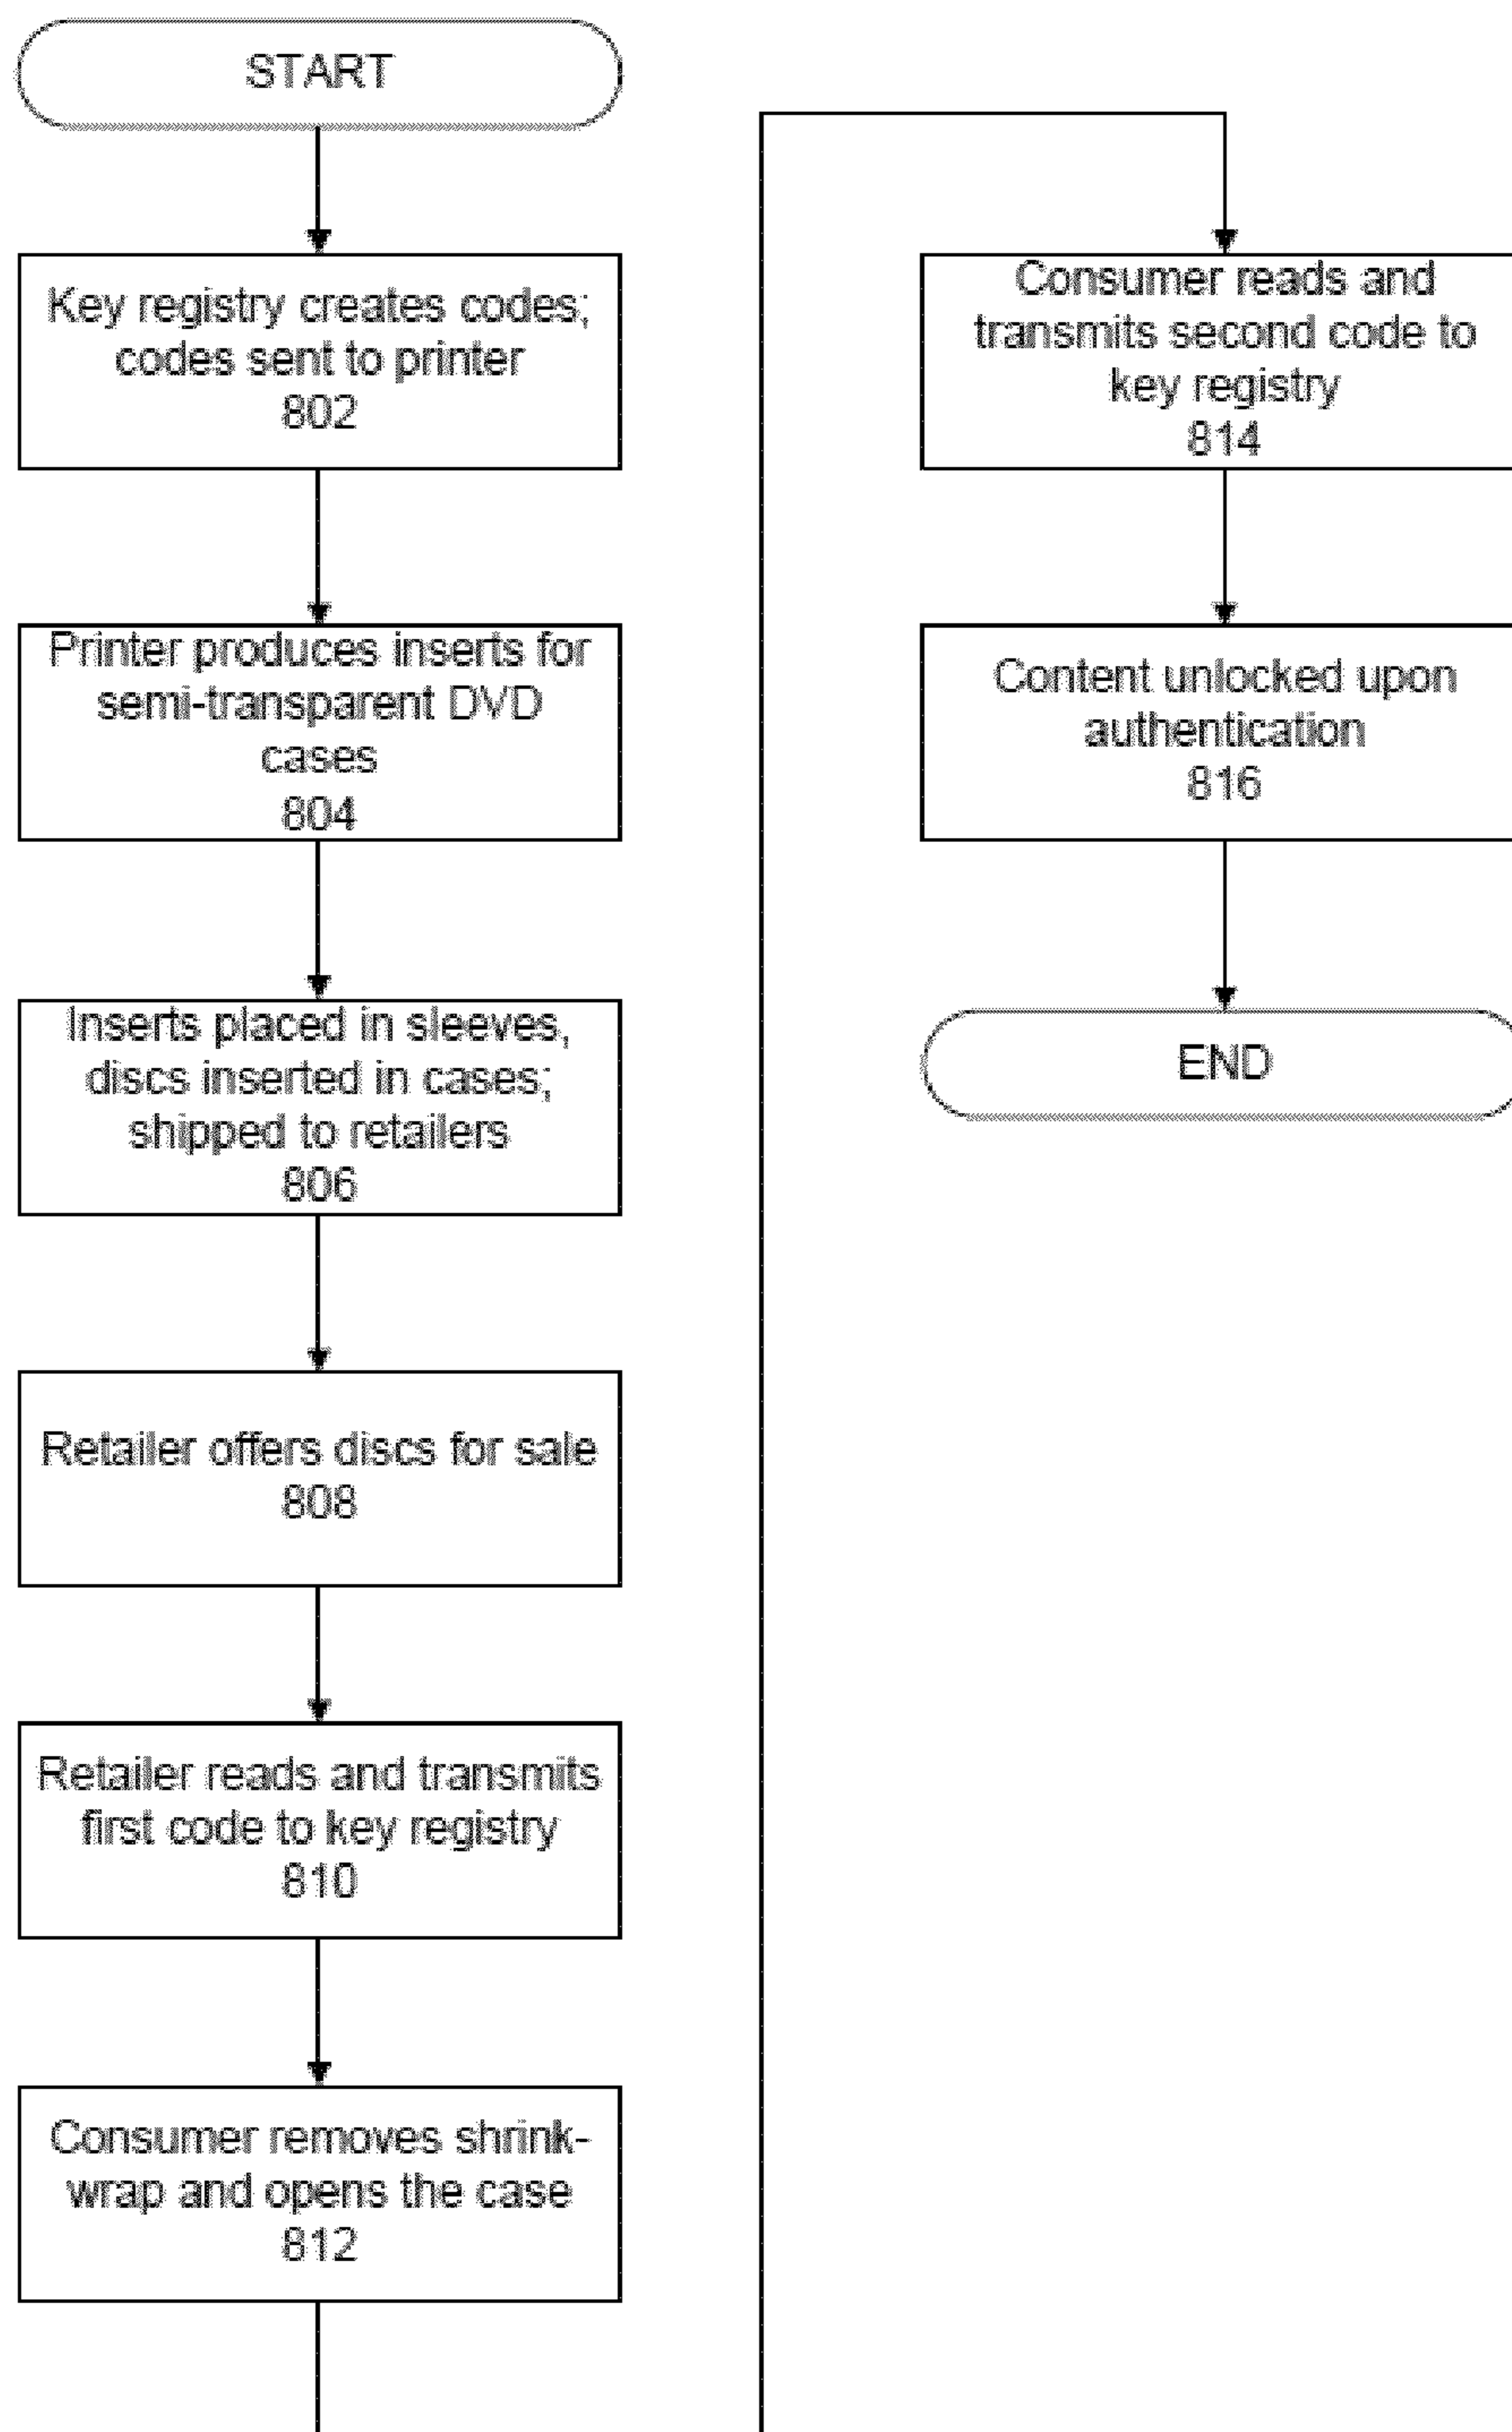 START
Key registry creates codes;
codes sent to printer
802
Printer produces inserts for
semi-transparent DVD
cases
804
Inserts placed in sleeves,
discs inserted in cases;
shipped to retailers
806
Retailer offers discs for sale
808
Retailer reads and transmits
first code to key registry
810
Consumer removes shrink-
wrap and opens the case
812
Consumer reads and
transmits second code to
key registry
814
Content unlocked upon
authentication
816
END